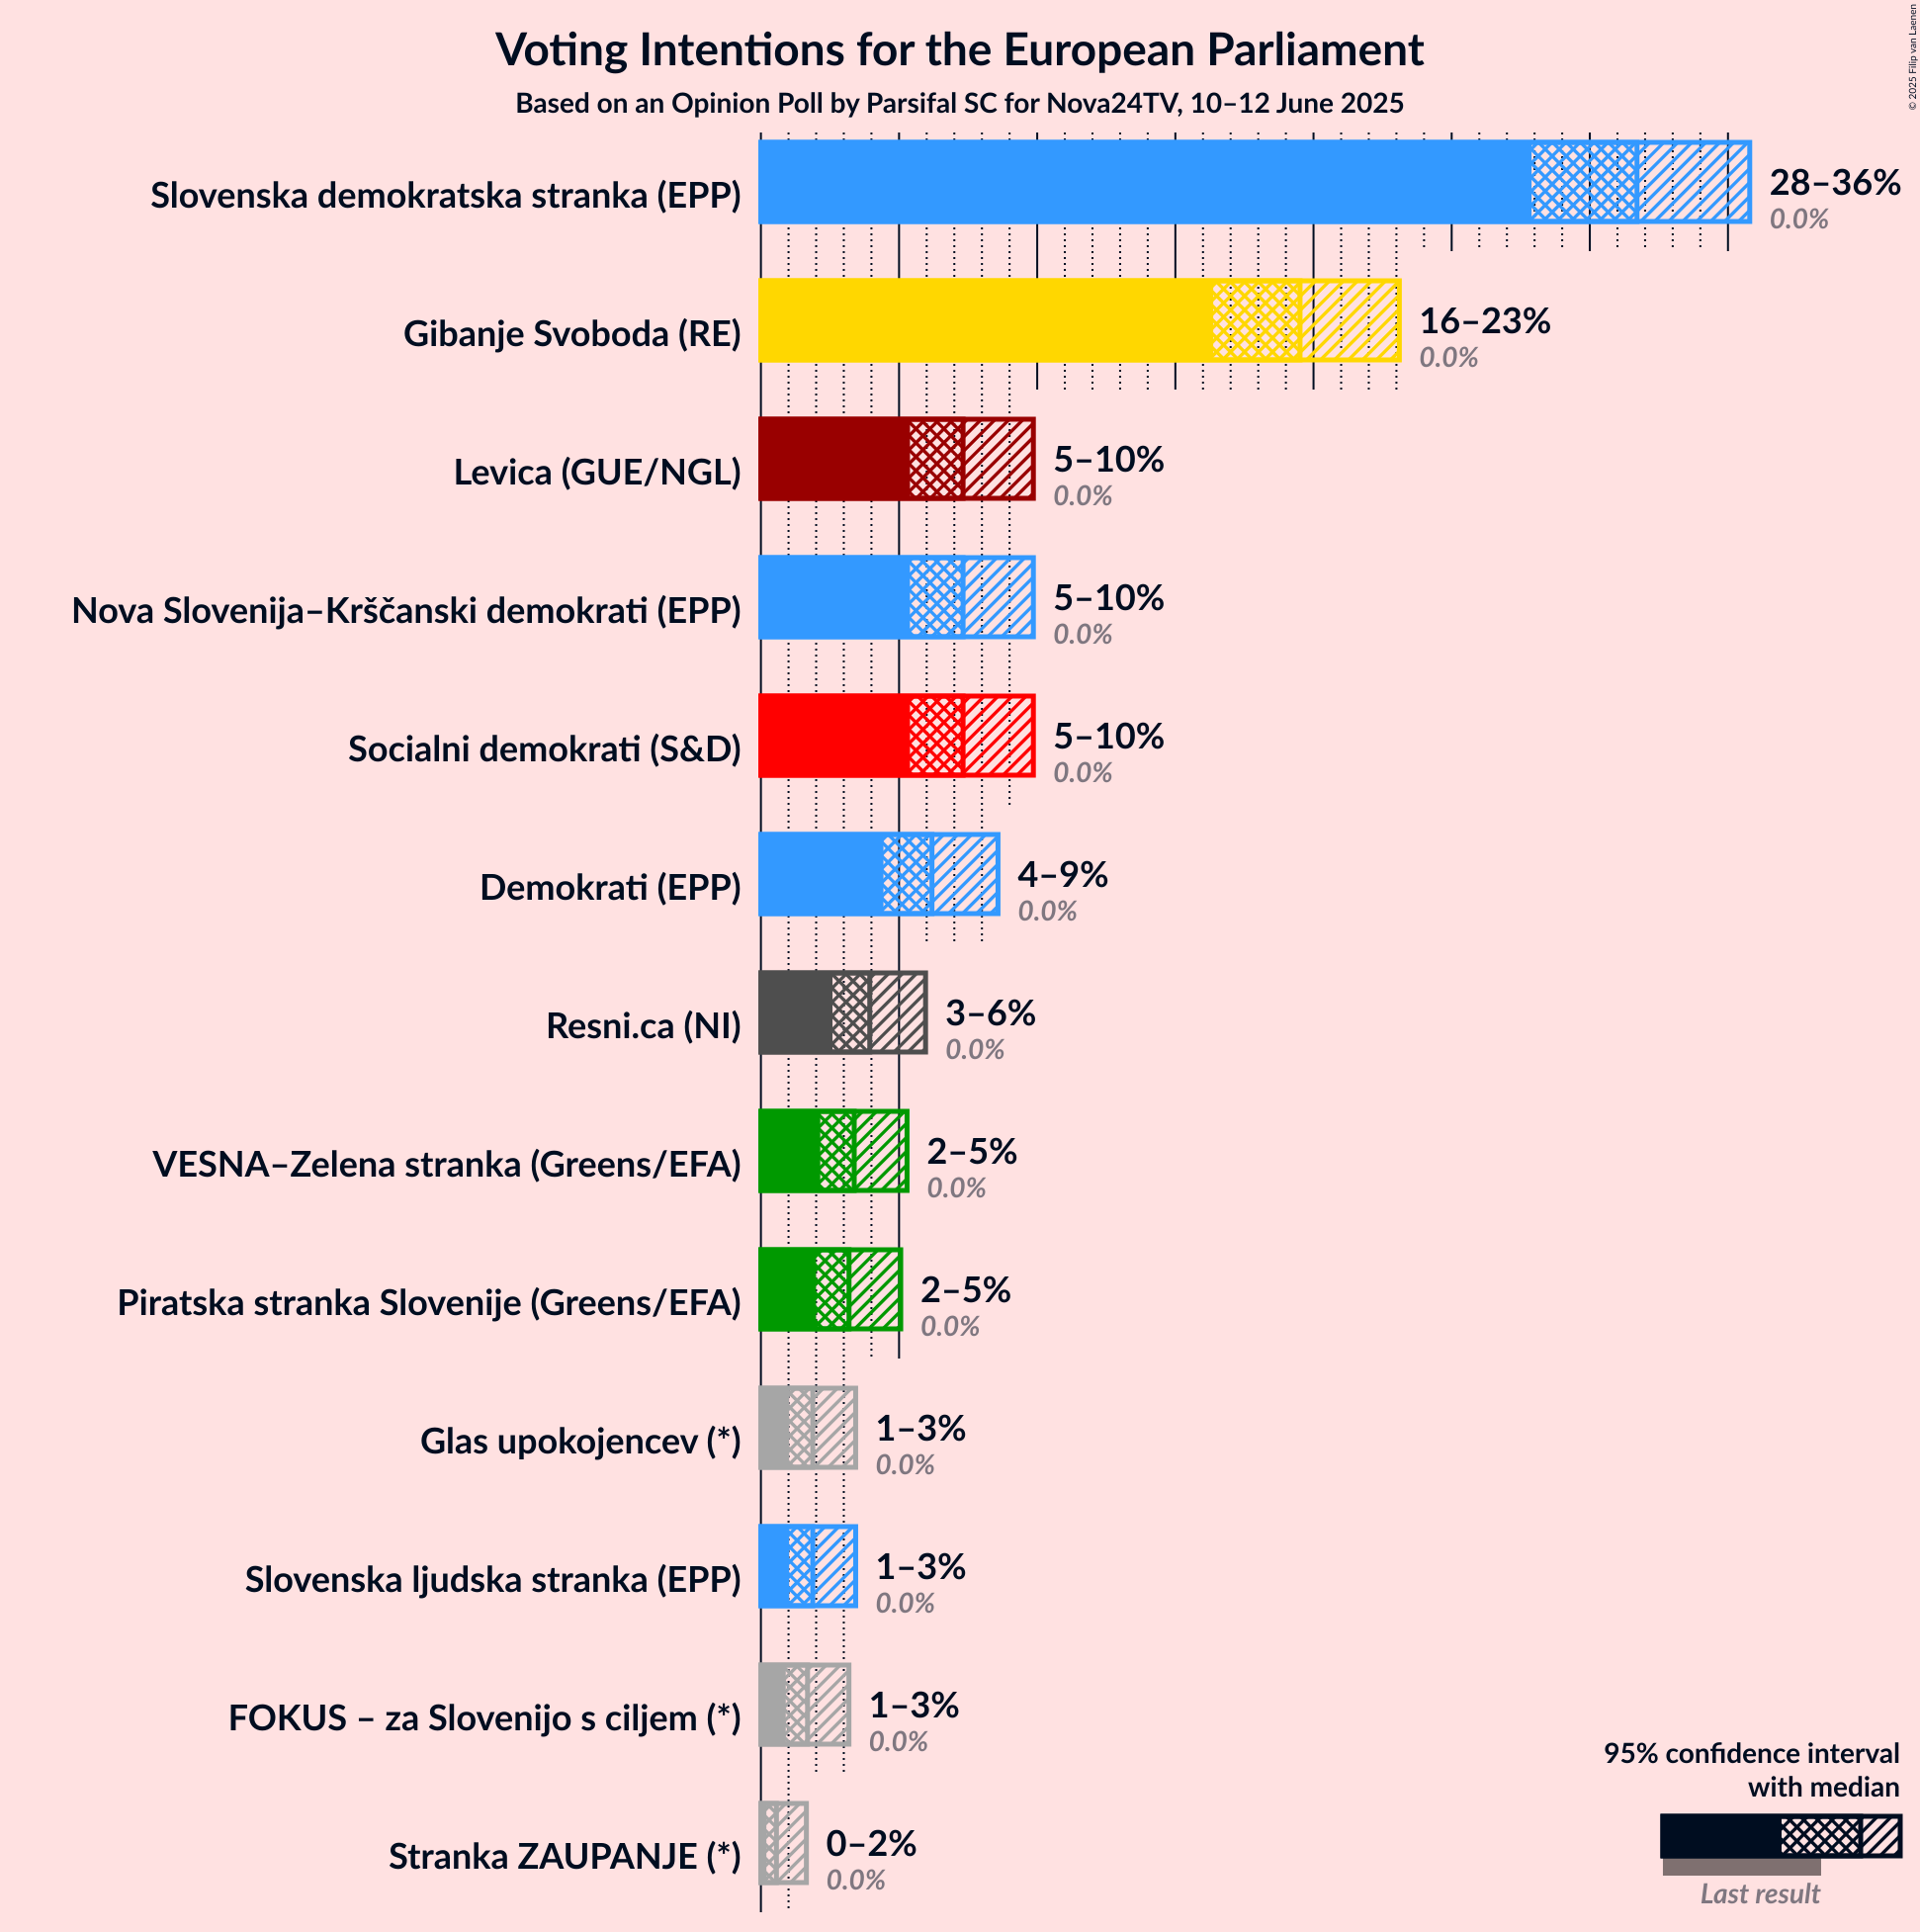 Voting Intentions for the European Parliament
Based on an Opinion Poll by Parsifal SC for Nova24TV, 10–12 June 2025
© 2025 Filip van Laenen
Slovenska demokratska stranka (EPP)
28–36%
0.0%
Gibanje Svoboda (RE)
16–23%
0.0%
Levica (GUE/NGL)
5–10%
0.0%
Nova Slovenija–Krščanski demokrati (EPP)
5–10%
0.0%
Socialni demokrati (S&D)
5–10%
0.0%
Demokrati (EPP)
4–9%
0.0%
Resni.ca (NI)
3–6%
0.0%
VESNA–Zelena stranka (Greens/EFA)
2–5%
0.0%
Piratska stranka Slovenije (Greens/EFA)
2–5%
0.0%
Glas upokojencev (*)
1–3%
0.0%
Slovenska ljudska stranka (EPP)
1–3%
0.0%
FOKUS – za Slovenijo s ciljem (*)
1–3%
0.0%
Stranka ZAUPANJE (*)
0–2%
0.0%
95% confidence interval
with median
Last result